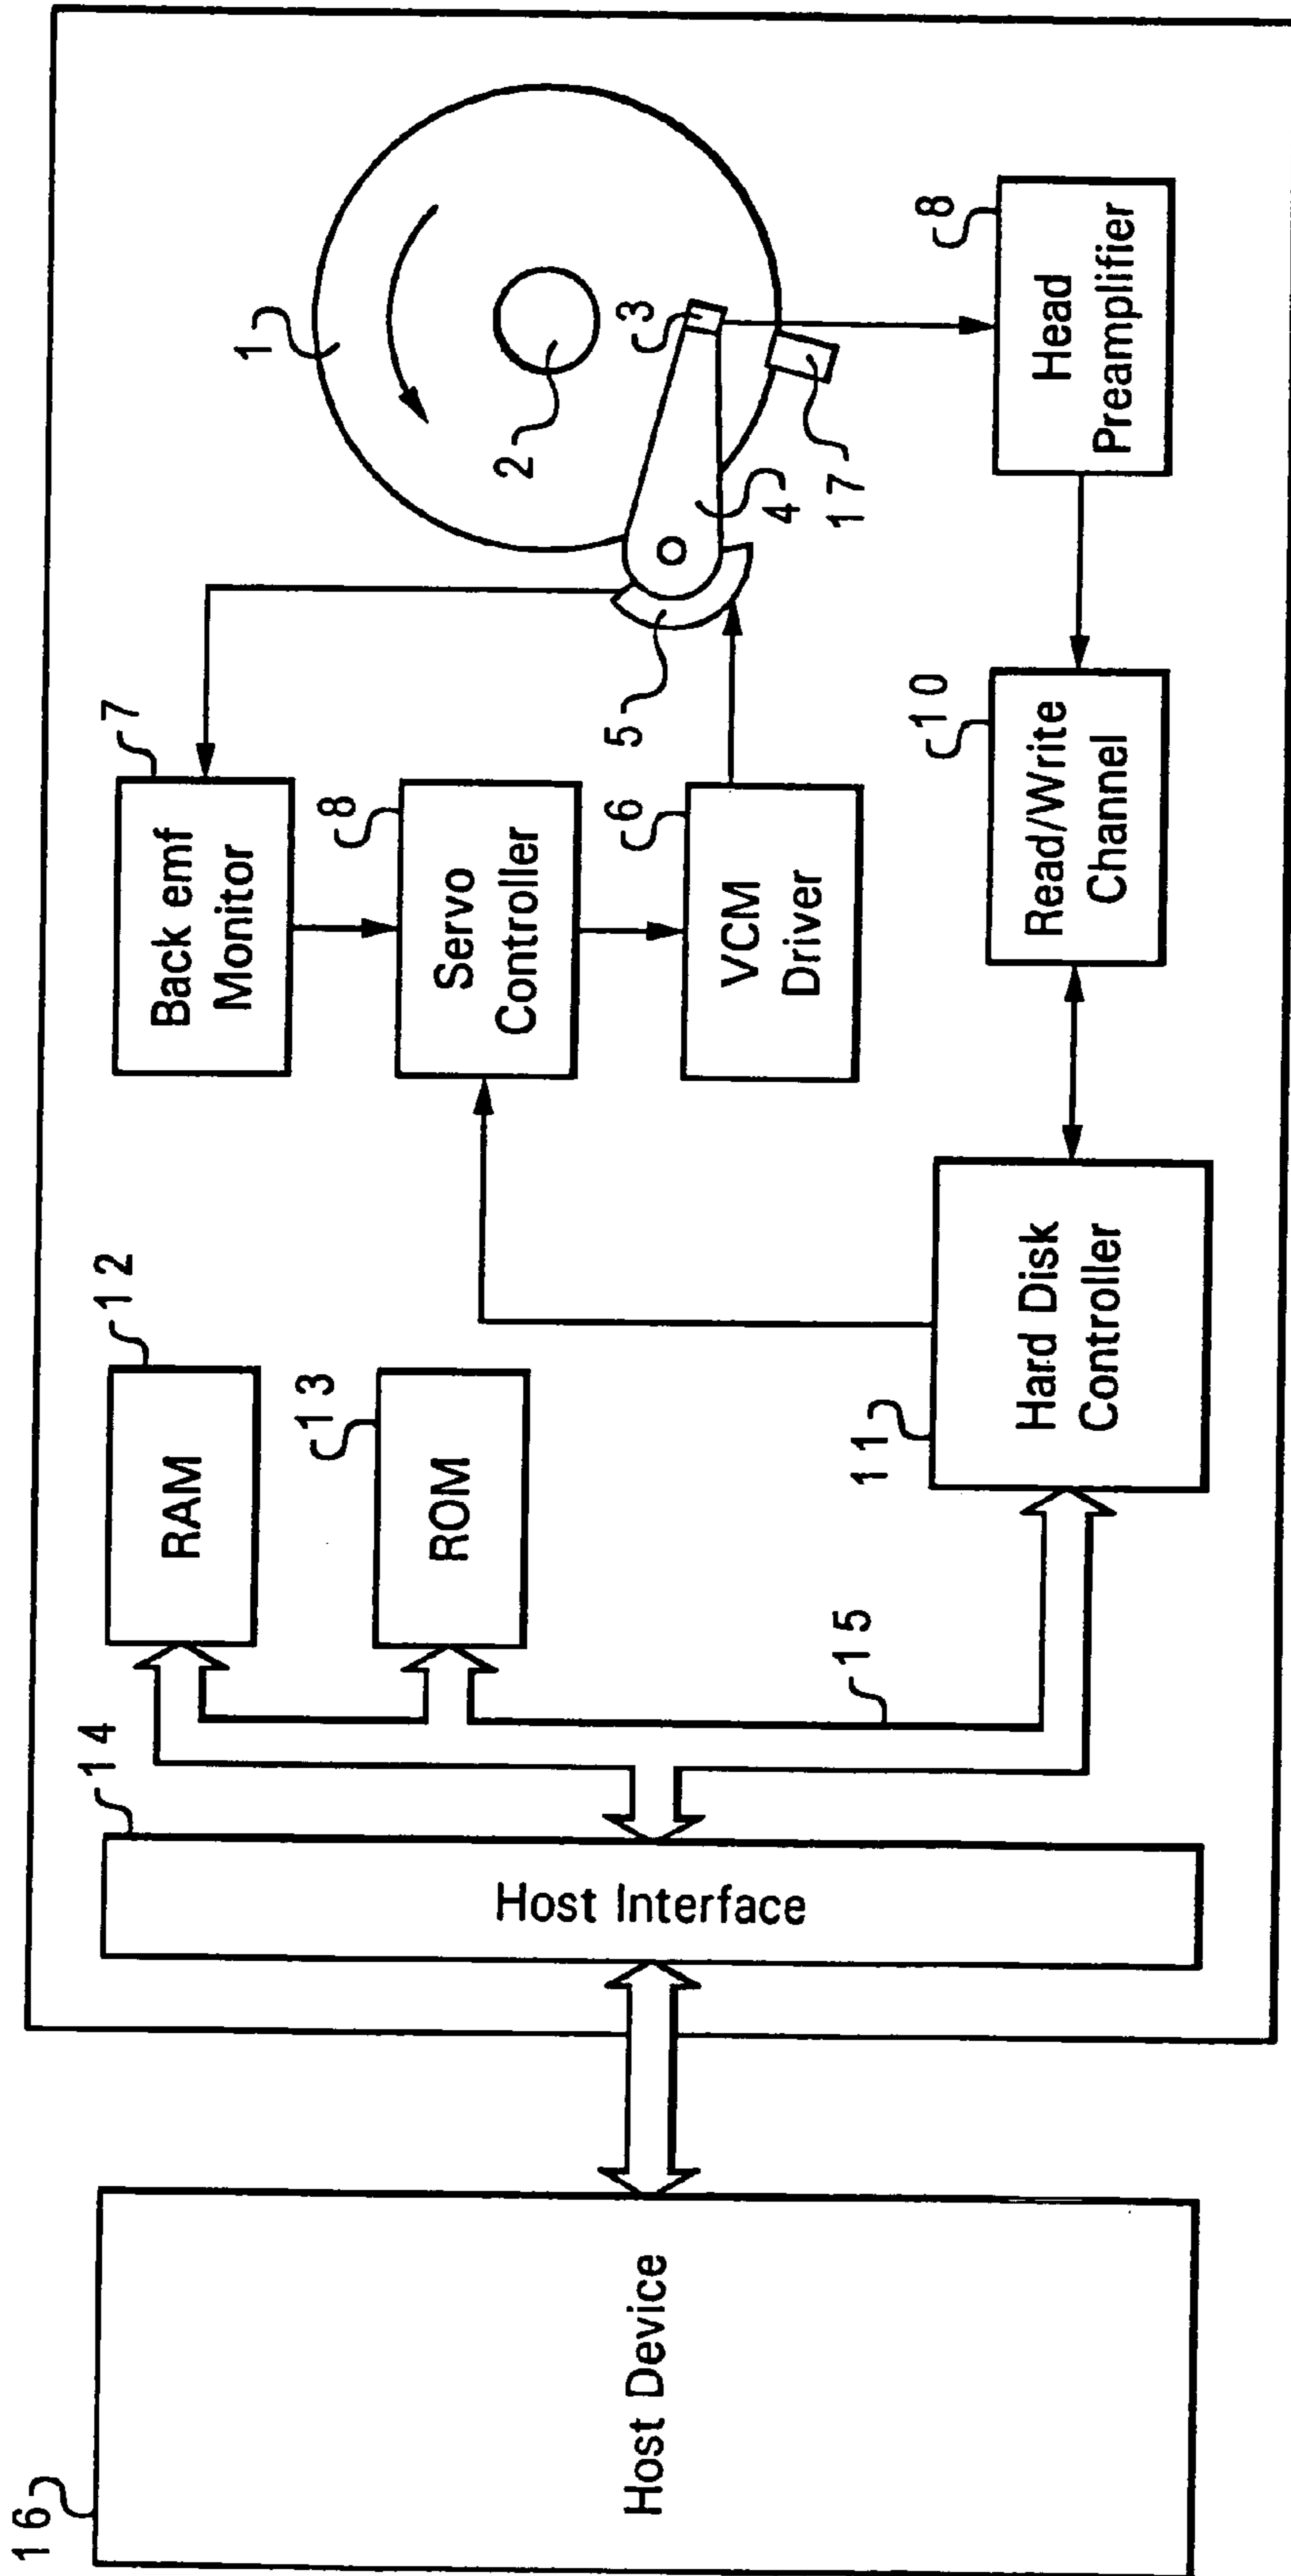 16
Host Device
14
Host Interface
12
RAM
13
ROM
15
11
Hard Disk
Controller
7
Back emf
Monitor
8
Servo
Controller
6
VCM
Driver
5
10
Read/Write
Channel
1
2
3
4
17
8
Head
Preamplifier